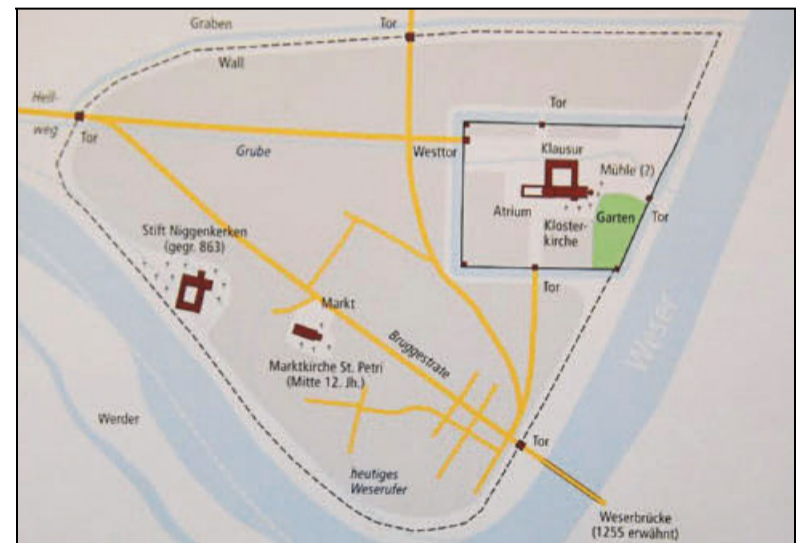 Graben
Tor
Wall
Hell-
weg
Tor
Grube
Westtor
Tor
Klausur
Mühle (?)
Atrium
Kloster-
kirche
Garten
Tor
Tor
Stift Niggenkerken
(gegr. 863)
Markt
Bruggestrate
Marktkirche St. Petri
(Mitte 12. Jh.)
Weser
Werder
Tor
heutiges
Weserufer
Weserbrücke
(1255 erwähnt)